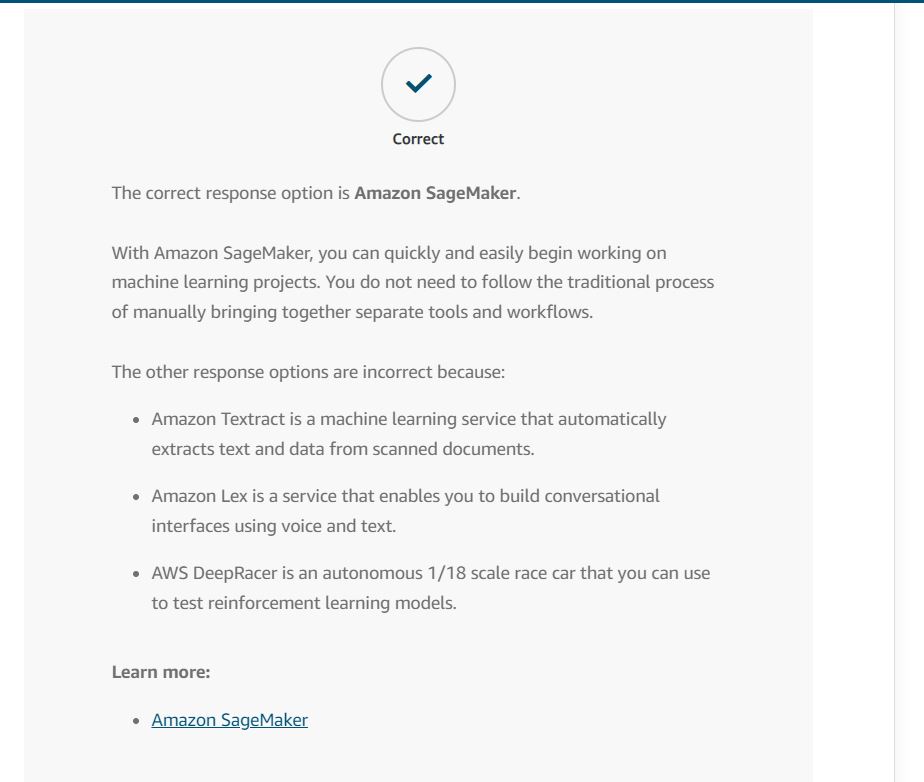 Correct
The correct response option is Amazon SageMaker.
With Amazon SageMaker, you can quickly and easily begin working on
machine learning projects. You do not need to follow the traditional process
of manually bringing together separate tools and workflows.
The other response options are incorrect because:
• Amazon Textract is a machine learning service that automatically
extracts text and data from scanned documents.
• Amazon Lex is a service that enables you to build conversational
interfaces using voice and text.
• AWS DeepRacer is an autonomous 1/18 scale race car that you can use
to test reinforcement learning models.
Learn more:
• Amazon SageMaker